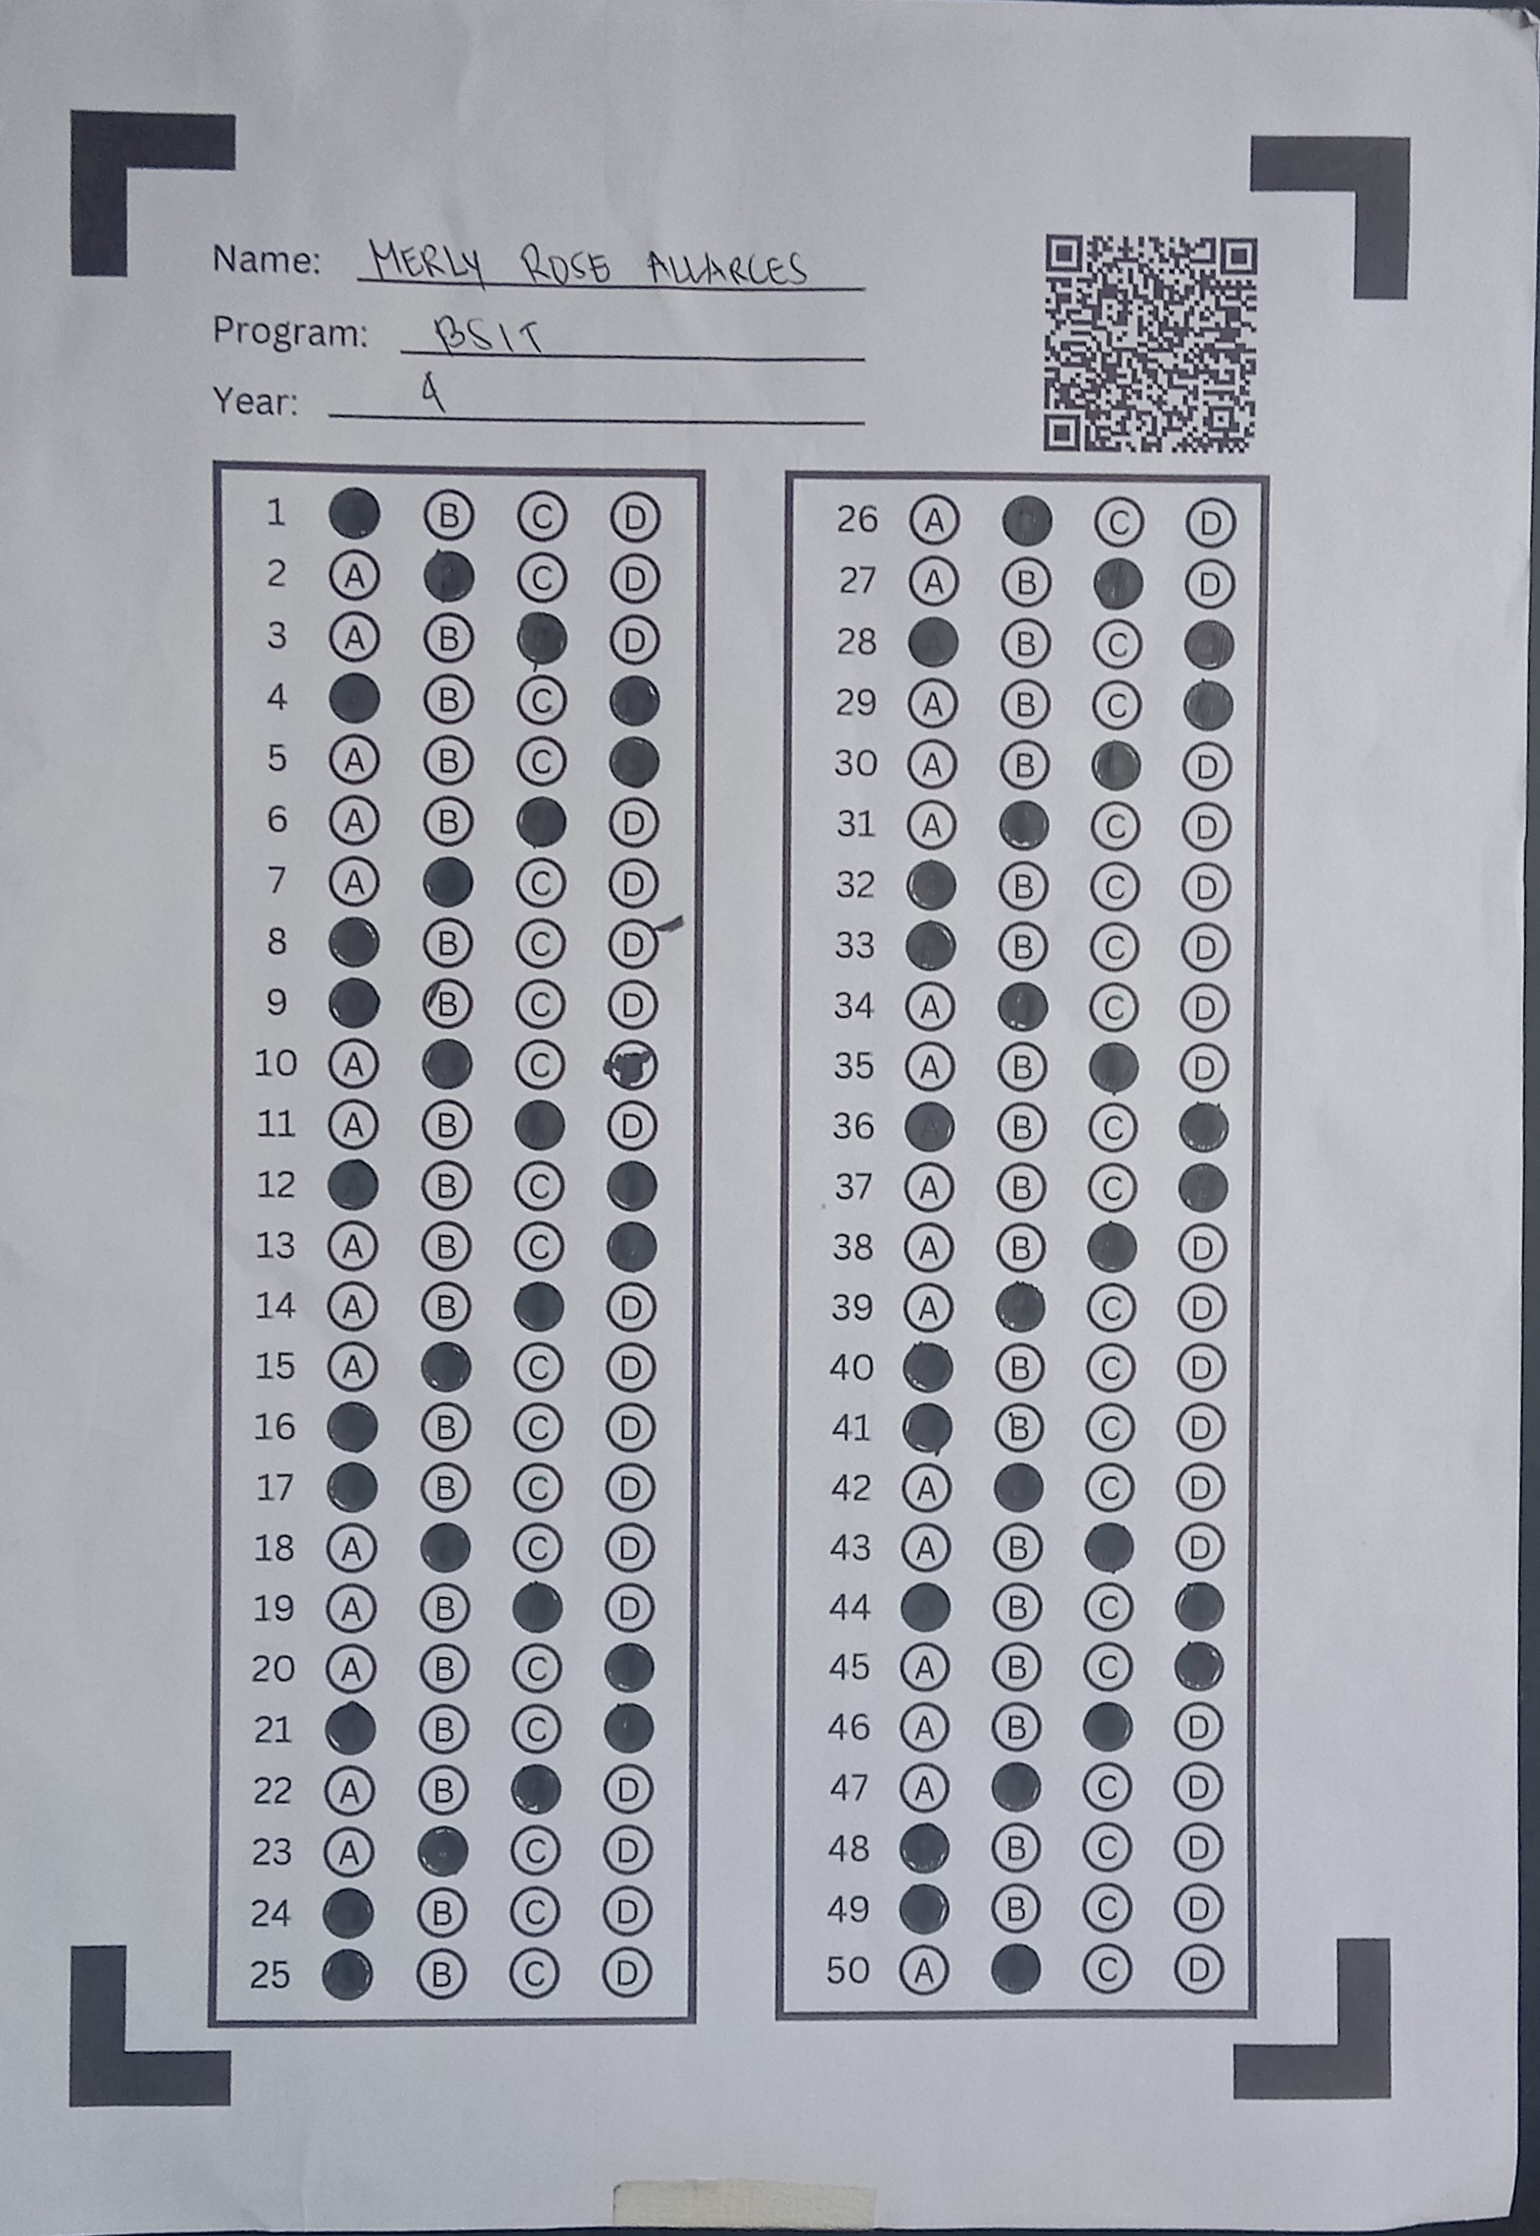 Name: MERLY ROSE ALLARCES
Program: BSIT
Year: 4
1 B C D
2 A C D
3 A B D
4 B C
5 A B C
6 A B D
7 A C D
8 B C D
9 B C D
10 A C
11 A B D
12 A B C
13 A B C
14 A B D
15 A C D
16 B C D
17 B C D
18 A C D
19 A B D
20 A B C
21 B C
22 A B D
23 A C D
24 B C D
25 B C D
26 A C D
27 A B D
28 A B C
29 A B C
30 A B D
31 A C D
32 B C D
33 B C D
34 A C D
35 A B D
36 A B C
37 A B C
38 A B D
39 A C D
40 B C D
41 B C D
42 A C D
43 A B D
44 A B C
45 A B C
46 A B D
47 A C D
48 B C D
49 B C D
50 A C D